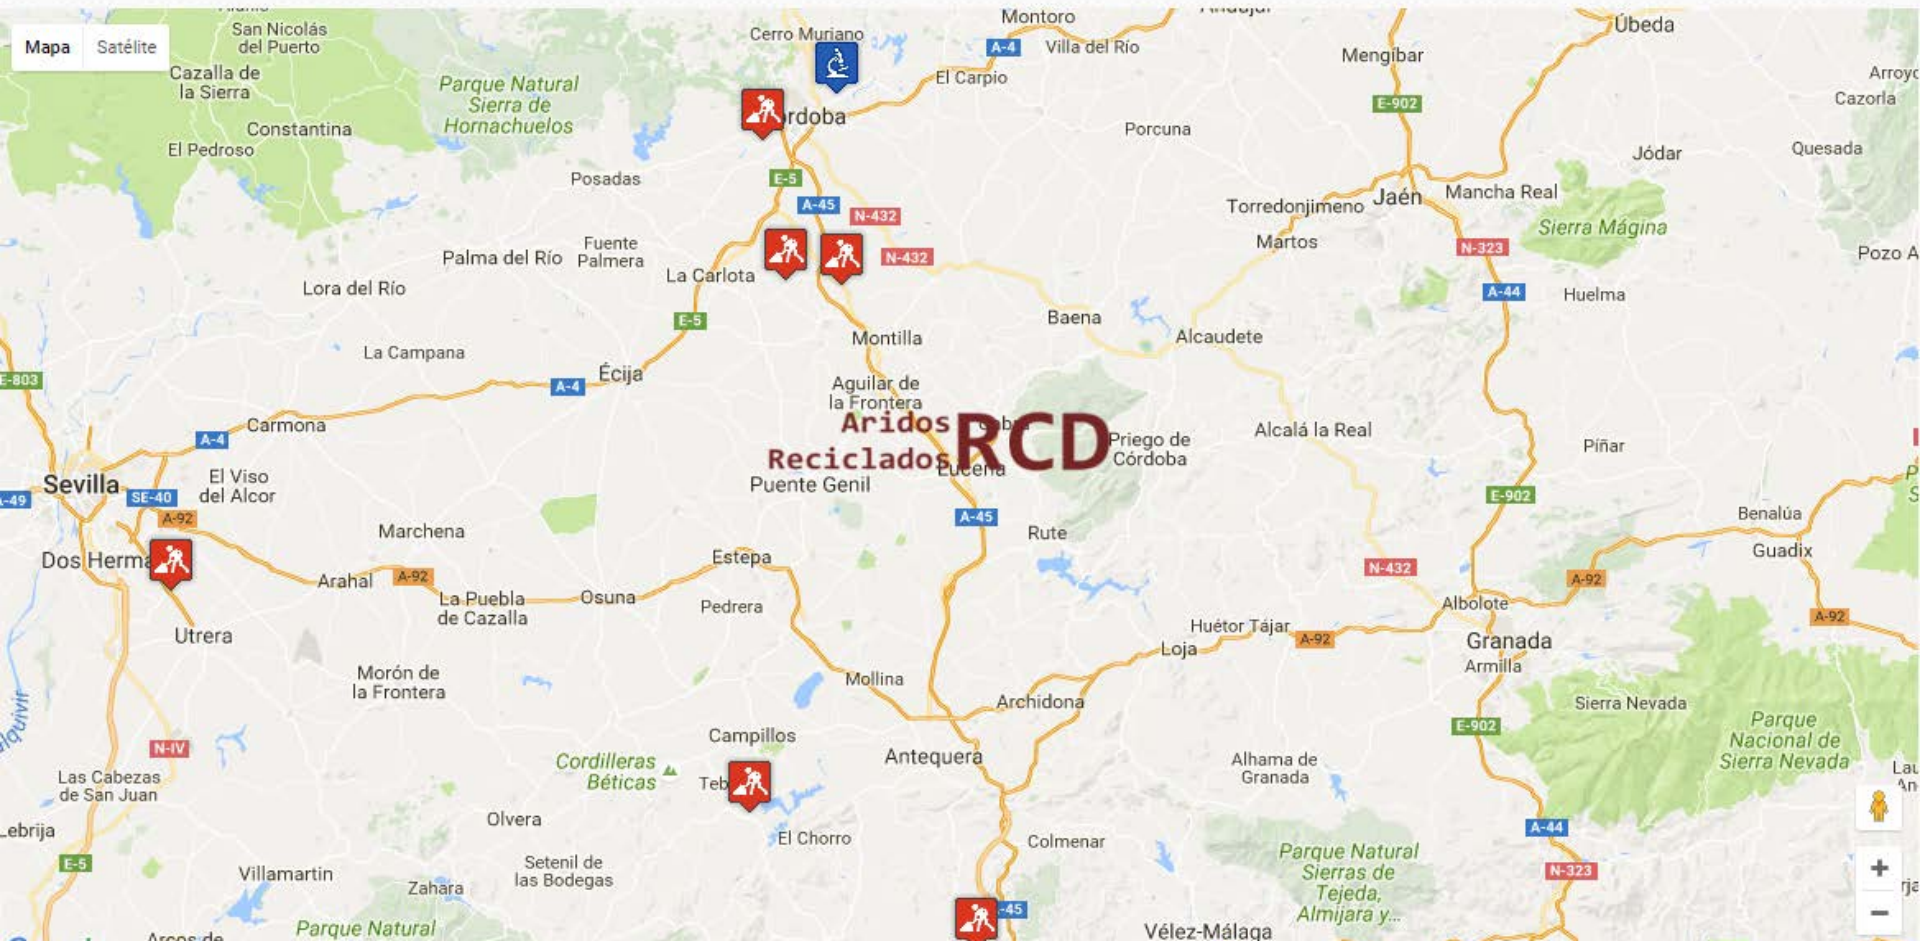 San Nicolás
del Puerto
Mapa
Satélite
Cazalla de
la Sierra
Constantina
El Pedroso
Parque Natural
Sierra de
Hornachuelos
Posadas
Cerro Muriano
Montoro
A-4
Villa del Río
El Carpio
Porcuna
Mengíbar
E-902
Úbeda
Cazorla
Jódar
Quesada
Torredonjimeno
Jaén
Mancha Real
Martos
Sierra Mágina
N-323
A-44
Huelma
Pozo A
E-5
A-45
N-432
N-432
Palma del Río
Fuente
Palmera
La Carlota
Lora del Río
E-5
Montilla
Baena
Alcaudete
La Campana
Écija
A-4
E-803
Aguilar de
la Frontera
Aridos
Reciclados
RCD
Lucena
Puente Genil
Priego de
Córdoba
Alcalá la Real
Píñar
Carmona
A-4
Sevilla
El Viso
del Alcor
SE-40
A-49
A-92
A-45
E-902
Benalúa
Guadix
Marchena
Rute
Estepa
N-432
A-92
Arahal
A-92
La Puebla
de Cazalla
Osuna
Pedrera
Albolote
A-92
Utrera
Huétor Tájar
A-92
Loja
Granada
Armilla
Morón de
la Frontera
Mollina
Archidona
Sierra Nevada
Parque
Nacional de
Sierra Nevada
E-902
N-IV
Campillos
Antequera
Cordilleras
Béticas
Alhama de
Granada
Las Cabezas
de San Juan
Lebrija
Olvera
El Chorro
Colmenar
A-44
E-5
Setenil de
las Bodegas
Villamartin
Zahara
Parque Natural
Sierras de
Tejeda,
Almijara y...
N-323
Parque Natural
-45
Vélez-Málaga